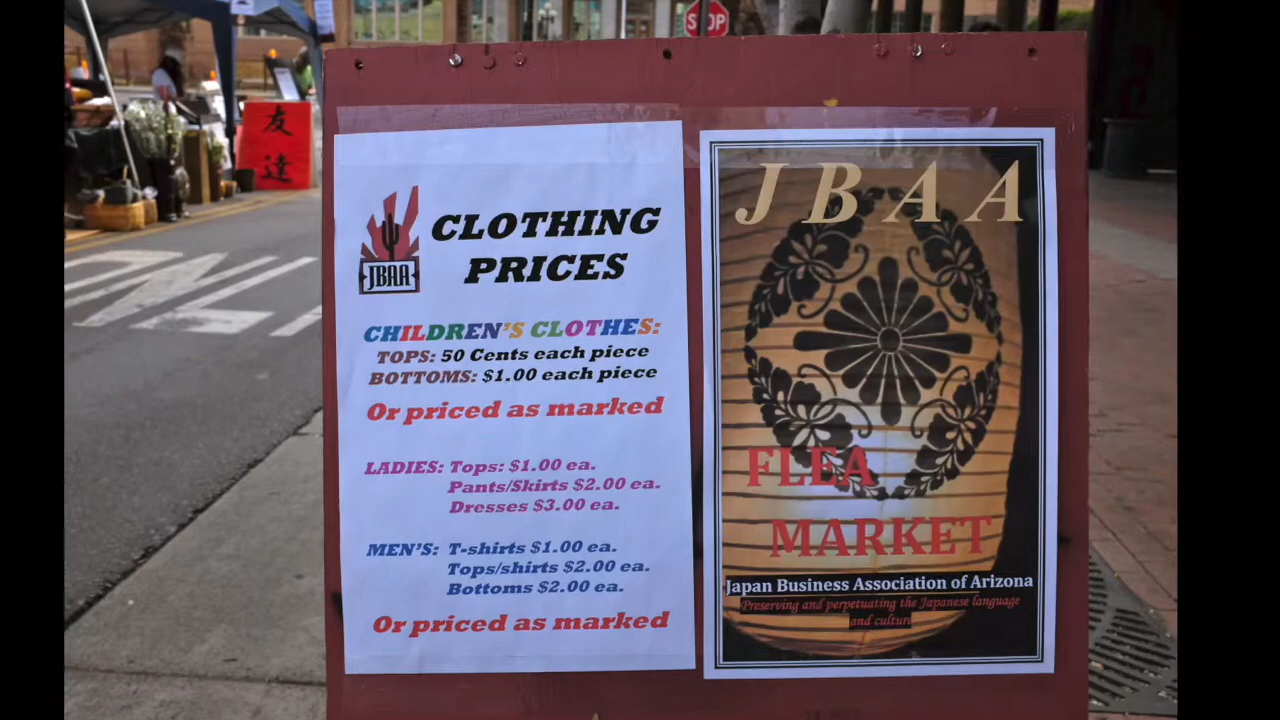 STOP
友
達
JBAA
CLOTHING
PRICES
CHILDREN'S CLOTHES:
TOPS: 50 Cents each piece
BOTTOMS: $1.00 each piece
Or priced as marked
LADIES: Tops: $1.00 ea.
Pants/Skirts $2.00 ea.
Dresses $3.00 ea.
MEN'S: T-shirts $1.00 ea.
Tops/shirts $2.00 ea.
Bottoms $2.00 ea.
Or priced as marked
JBAA
FLEA
MARKET
Japan Business Association of Arizona
Preserving and perpetuating the Japanese language
and culture